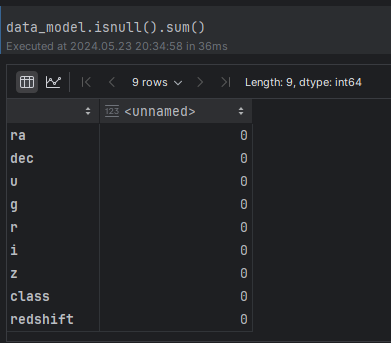 data_model.isnull().sum()
Executed at 2024.05.23 20:34:58 in 36ms
9 rows Length: 9, dtype: int64
123 <unnamed>
ra 0
dec 0
u 0
g 0
r 0
i 0
z 0
class 0
redshift 0